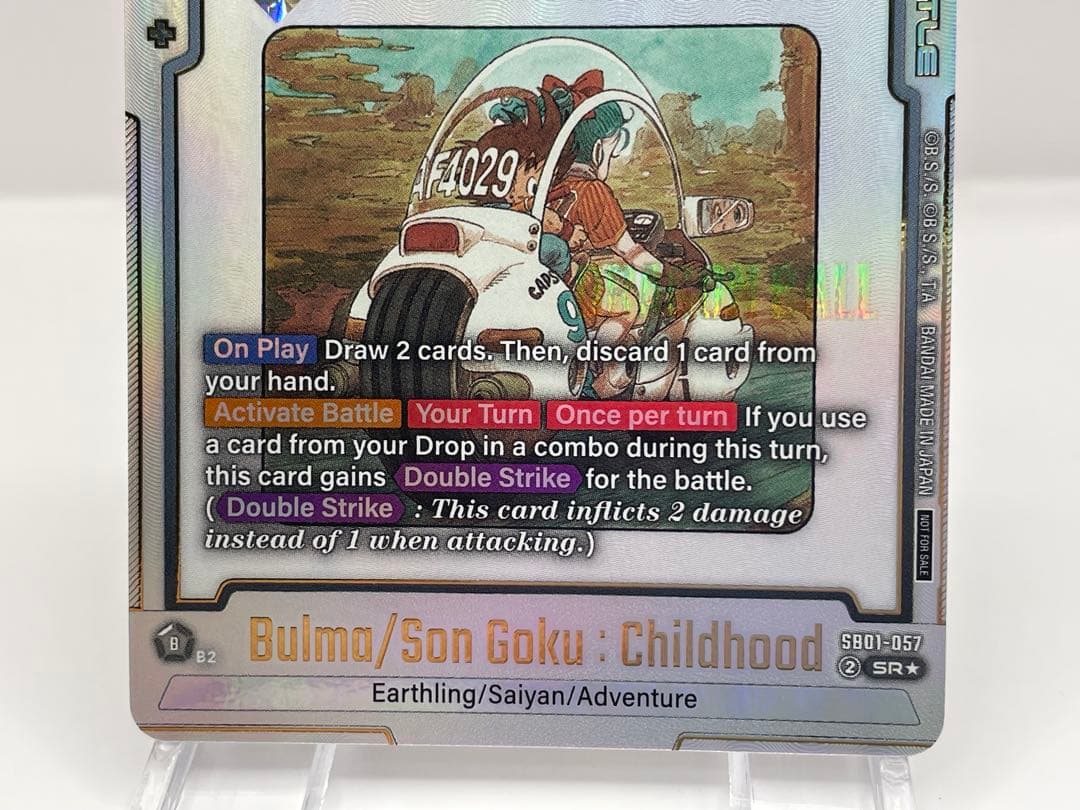 TLE
AF4029
CAPS
9
On Play Draw 2 cards. Then, discard 1 card from
your hand.
Activate Battle Your Turn Once per turn If you use
a card from your Drop in a combo during this turn,
this card gains Double Strike for the battle.
( Double Strike : This card inflicts 2 damage
instead of 1 when attacking.)
©B.S./S. ©B.S./S., T.A BANDAI MADE IN JAPAN
NOT FOR SALE
B B2
Bulma/Son Goku : Childhood
SB01-057
2 SR★
Earthling/Saiyan/Adventure